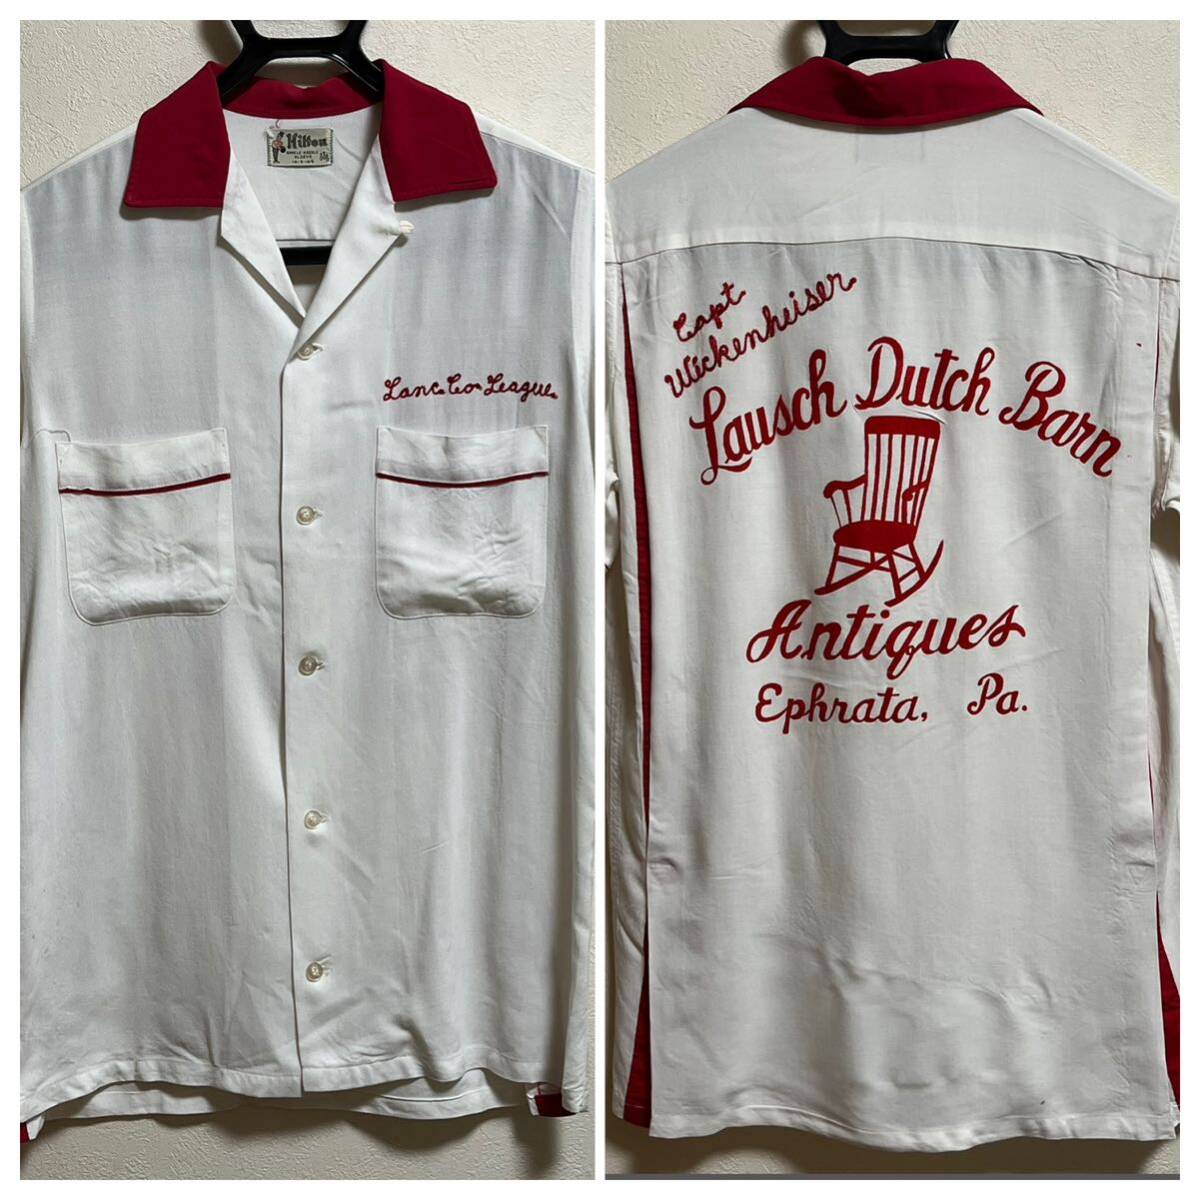 Hilton
Lanc. Co. League
Capt
Wickenheiser
Lausch Dutch Barn
Antiques
Ephrata, Pa.